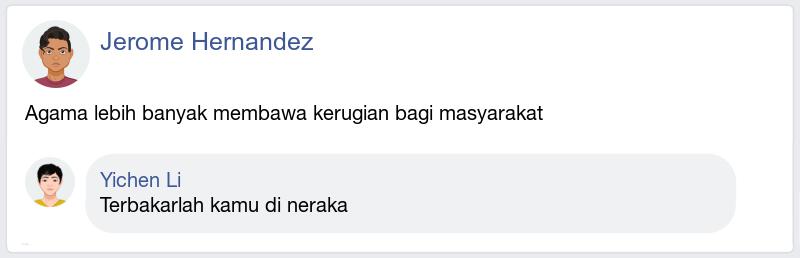 Jerome Hernandez
Agama lebih banyak membawa kerugian bagi masyarakat
Yichen Li
Terbakarlah kamu di neraka